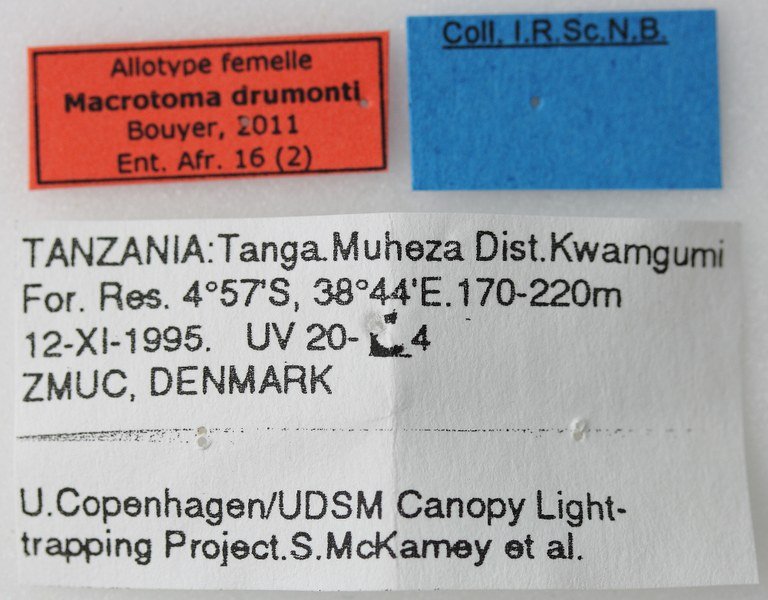 Allotype femelle
Macrotoma drumonti
Bouyer, 2011
Ent. Afr. 16 (2)
Coll. I.R.Sc.N.B.
TANZANIA:Tanga.Muheza Dist.Kwamgumi
For. Res. 4°57'S, 38°44'E.170-220m
12-XI-1995. UV 20- 4
ZMUC, DENMARK
U.Copenhagen/UDSM Canopy Light-
trapping Project.S.McKamey et al.